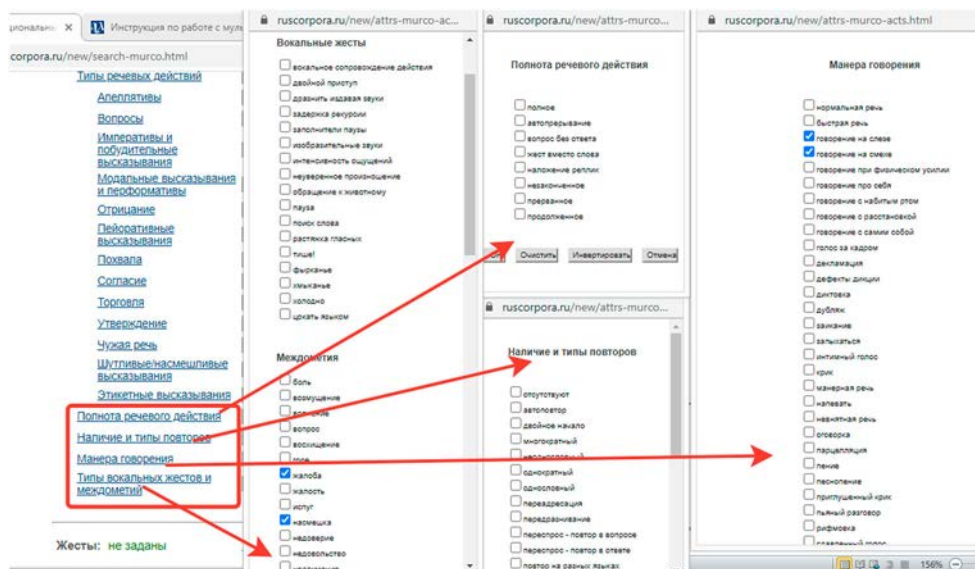 циональн
Инструкция по работе с муль
corpora.ru/new/search-murco.html
Типы речевых действий
Апеллятивы
Вопросы
Императивы и
побудительные
высказывания
Модальные высказывания
и перформативы
Отрицание
Пейоративные
высказывания
Похвала
Согласие
Торговля
Утверждение
Чужая речь
Шутливые/насмешливые
высказывания
Этикетные высказывания
Полнота речевого действия
Наличие и типы повторов
Манера говорения
Типы вокальных жестов и
междометий
Жесты: не заданы
ruscorpora.ru/new/attrs-murco-ac...
Вокальные жесты
вокальное сопровождение действия
двойной приступ
дразнить издавая звуки
задержка рекурсии
заполнители паузы
изобразительные звуки
интенсивность ощущений
неуверенное произношение
обращение к животному
пауза
поиск слова
растяжка гласных
тише!
фырканье
хмыканье
холодно
цокать языком
Междометия
боль
возмущение
вопрос
восхищение
горе
жалоба
жалость
испуг
насмешка
недоверие
недовольство
ruscorpora.ru/new/attrs-murco...
Полнота речевого действия
полное
автопрерывание
вопрос без ответа
жест вместо слова
наложение реплик
незаконченное
прерванное
продолженное
Очистить Инвертировать Отмена
ruscorpora.ru/new/attrs-murco...
Наличие и типы повторов
отсутствуют
автоповтор
двойное начало
многократный
неоднословный
однократный
однословный
переадресация
передразнивание
переспрос - повтор в вопросе
переспрос - повтор в ответе
повтор на разных языках
ruscorpora.ru/new/attrs-murco-acts.html
Манера говорения
нормальная речь
быстрая речь
говорение на слезе
говорение на смехе
говорение при физическом усилии
говорение про себя
говорение с набитым ртом
говорение с расстановкой
говорение с самим собой
голос за кадром
декламация
дефекты дикции
диктовка
дубляж
заикание
запыхаться
интимный голос
крик
манерная речь
напевать
невнятная речь
оговорка
парцелляция
пение
песнопение
приглушенный крик
пьяный разговор
рифмовка
156%